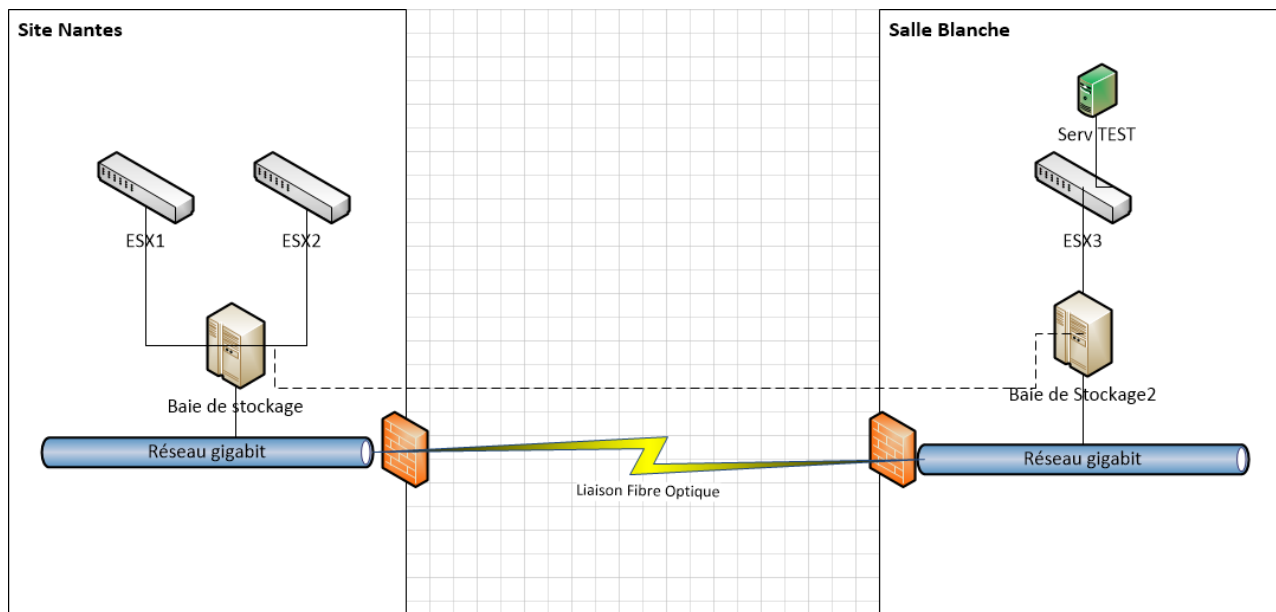 Site Nantes
Salle Blanche
Serv TEST
ESX1
ESX2
ESX3
Baie de stockage
Baie de Stockage2
Réseau gigabit
Réseau gigabit
Liaison Fibre Optique